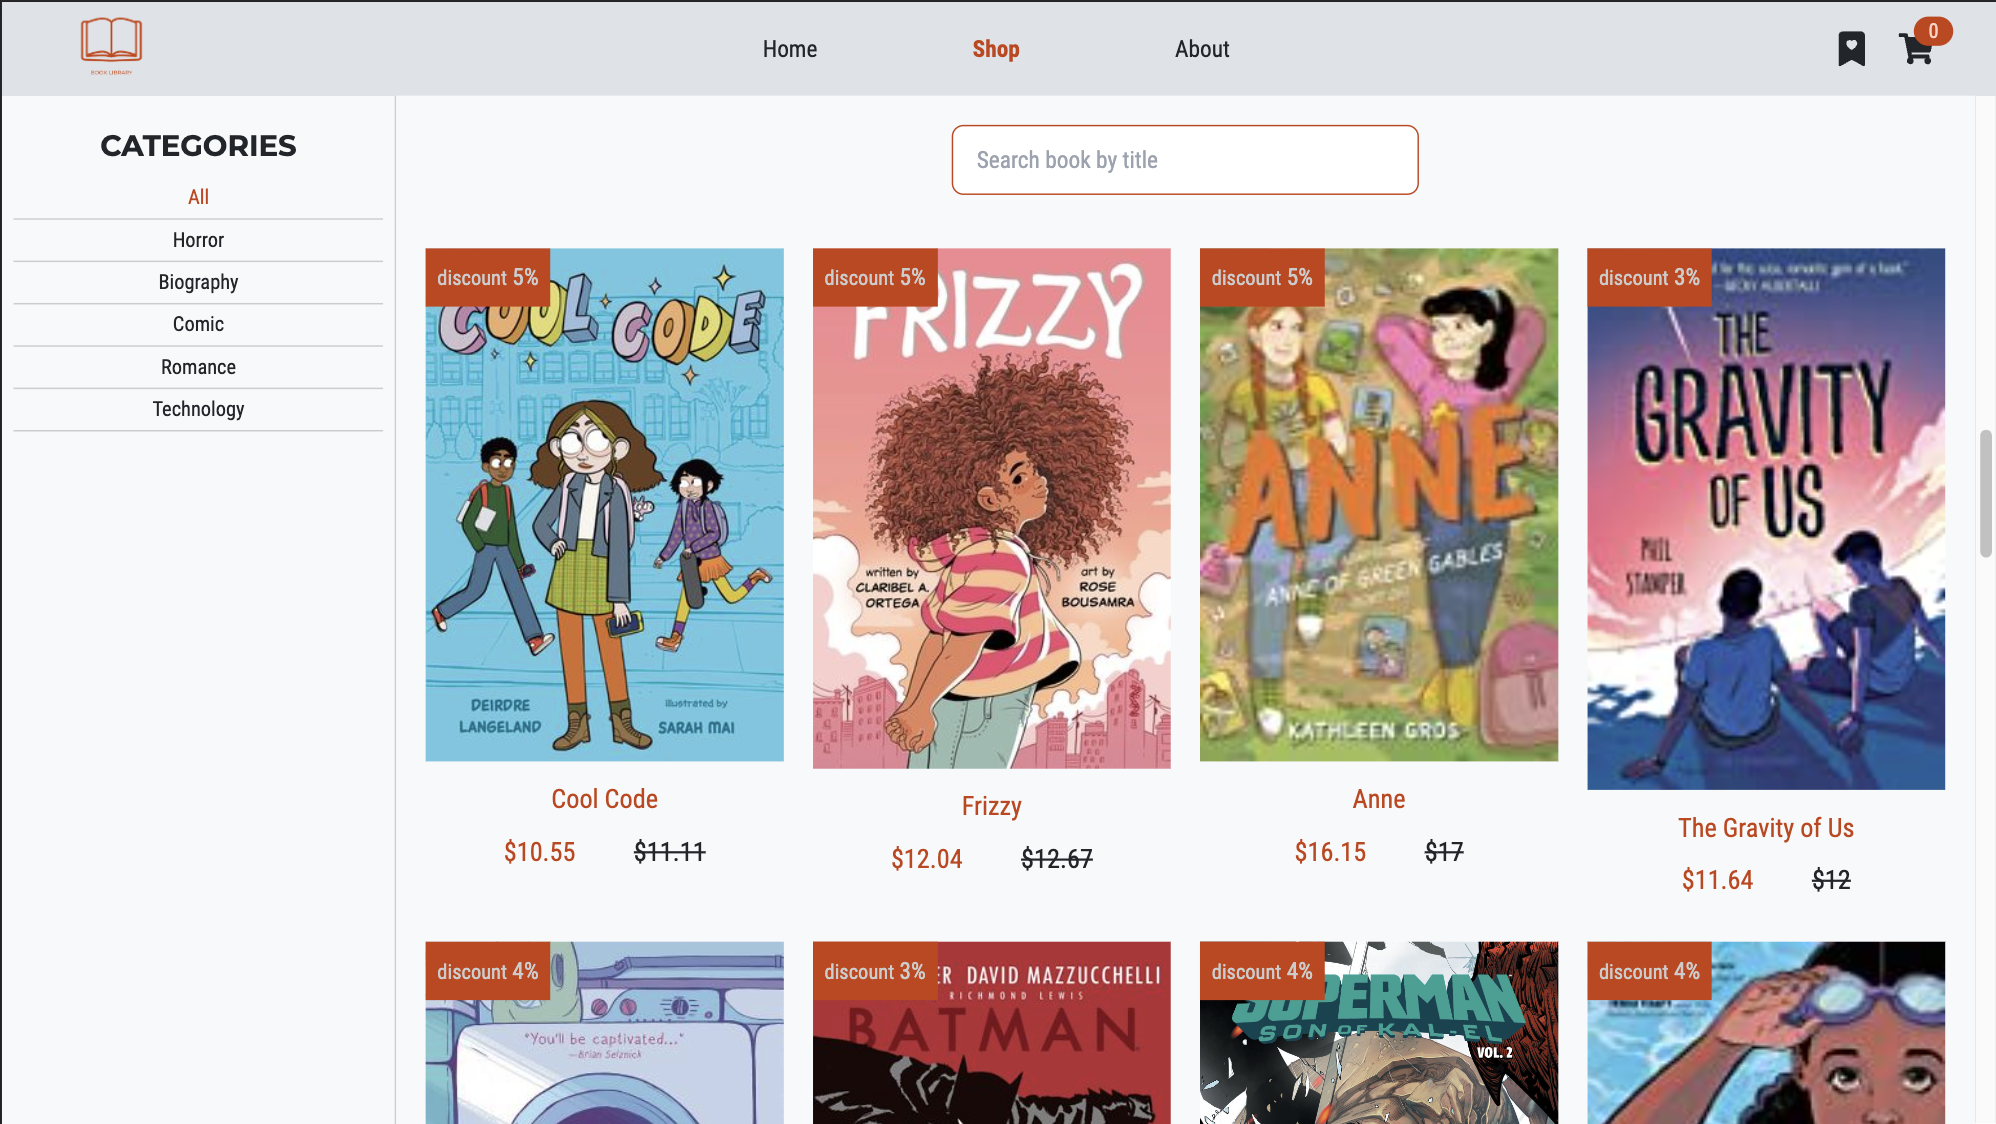 BOOK LIBRARY
Home
Shop
About
0
CATEGORIES
All
Horror
Biography
Comic
Romance
Technology
Search book by title
discount 5%
COOL CODE
DEIRDRE
LANGELAND
Illustrated by
SARAH MAI
Cool Code
$10.55 $11.11
discount 5%
FRIZZY
written by
CLARIBEL A.
ORTEGA
art by
ROSE
BOUSAMRA
Frizzy
$12.04 $12.67
discount 5%
ANNE
ANNE OF GREEN GABLES
KATHLEEN GROS
Anne
$16.15 $17
discount 3%
—BECKY ALBERTALLI
THE
GRAVITY
OF US
PHIL
STAMPER
The Gravity of Us
$11.64 $12
discount 4%
"You'll be captivated..."
—Brian Selznick
discount 3%
ER DAVID MAZZUCCHELLI
RICHMOND LEWIS
BATMAN
discount 4%
SUPERMAN
SON OF KAL-EL
VOL. 2
discount 4%